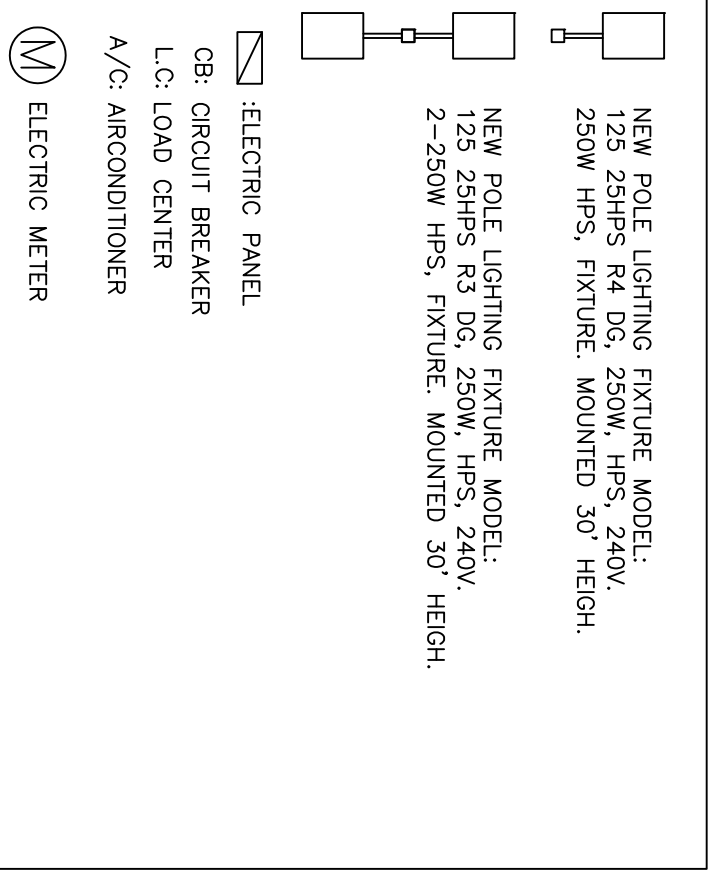 NEW POLE LIGHTING FIXTURE MODEL:
125 25HPS R4 DG, 250W, HPS, 240V.
250W HPS, FIXTURE. MOUNTED 30' HEIGH.
NEW POLE LIGHTING FIXTURE MODEL:
125 25HPS R3 DG, 250W, HPS, 240V.
2-250W HPS, FIXTURE. MOUNTED 30' HEIGH.
:ELECTRIC PANEL
CB: CIRCUIT BREAKER
L.C: LOAD CENTER
A/C: AIRCONDITIONER
M ELECTRIC METER